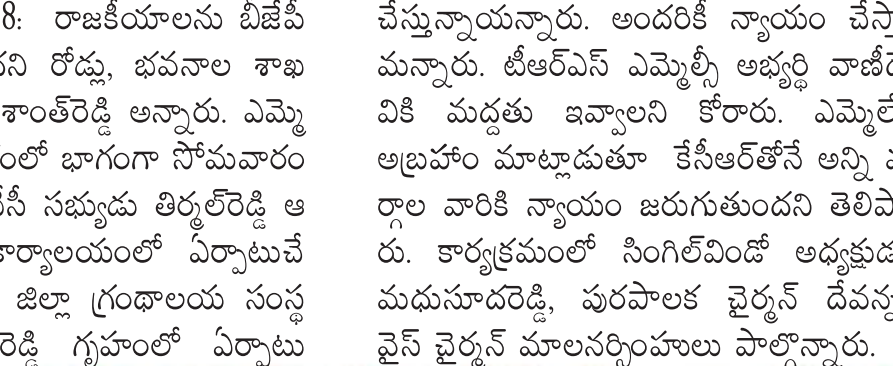 8: రాజకీయాలను బీజేపీ
రోడ్లు, భవనాల శాఖ
శాంత్‌రెడ్డి అన్నారు. ఎమ్మె
భాగంగా సోమవారం
సభ్యుడు తిర్మల్‌రెడ్డి ఆ
కార్యాలయంలో ఏర్పాటుచే
జిల్లా గ్రంథాలయ సంస్థ
రెడ్డి గృహంలో ఏర్పాటు
చేస్తున్నాయన్నారు. అందరికీ న్యాయం
మన్నారు. టీఆర్‌ఎస్ ఎమ్మెల్సీ అభ్యర్థి
వికి మద్దతు ఇవ్వాలని కోరారు. ఎమ్మెలే
అబ్రహాం మాట్లాడుతూ కేసీఆర్‌తోనే అన్ని
ర్గాల వారికి న్యాయం జరుగుతుందని తెలిపా
రు. కార్యక్రమంలో సింగిల్‌విండో అధ్యక్షుడ
మధుసూదరెడ్డి, పురపాలక చైర్మన్
వైస్ చైర్మన్ మాలనర్సింహులు పాల్గొన్నారు.